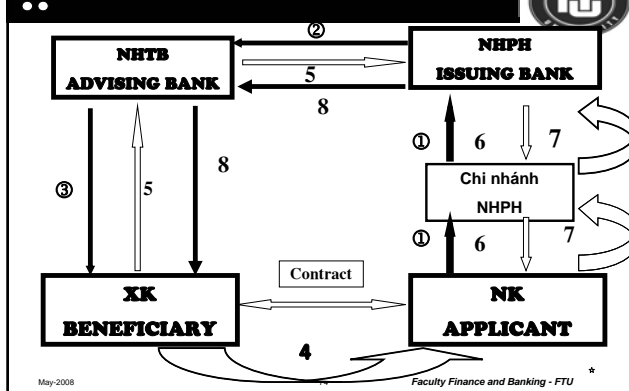 ②
NHTB
ADVISING BANK
NHPH
ISSUING BANK
5
8
①
6
7
③
5
8
Chi nhánh
NHPH
①
6
7
Contract
XK
BENEFICIARY
NK
APPLICANT
4
May-2008
Faculty Finance and Banking - FTU